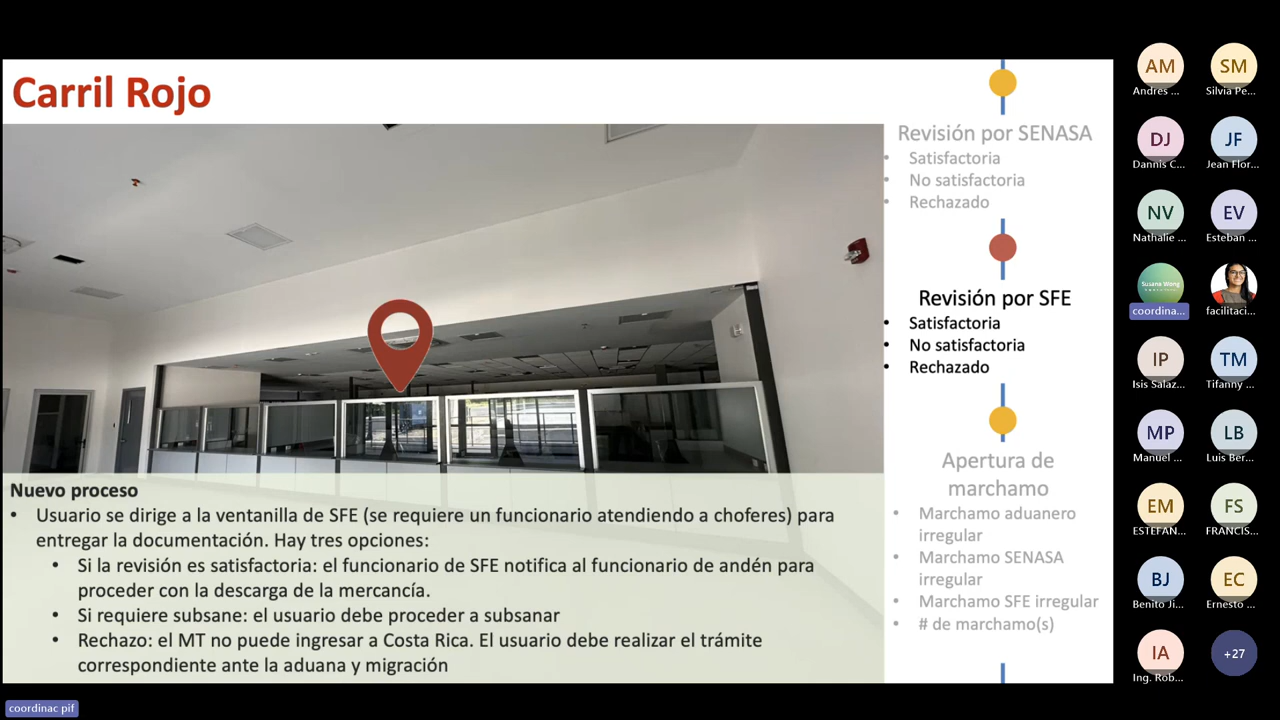 Carril Rojo
Revisión por SENASA
• Satisfactoria
• No satisfactoria
• Rechazado
Revisión por SFE
• Satisfactoria
• No satisfactoria
• Rechazado
Apertura de
marchamo
• Marchamo aduanero
irregular
• Marchamo SENASA
irregular
• Marchamo SFE irregular
• # de marchamo(s)
Nuevo proceso
• Usuario se dirige a la ventanilla de SFE (se requiere un funcionario atendiendo a choferes) para
entregar la documentación. Hay tres opciones:
• Si la revisión es satisfactoria: el funcionario de SFE notifica al funcionario de andén para
proceder con la descarga de la mercancía.
• Si requiere subsane: el usuario debe proceder a subsanar
• Rechazo: el MT no puede ingresar a Costa Rica. El usuario debe realizar el trámite
correspondiente ante la aduana y migración
coordinac pif
AM
Andres ...
SM
Silvia Pe...
DJ
Dannis C...
JF
Jean Flor...
NV
Nathalie ...
EV
Esteban ...
Susana Wong
coordina...
facilitaci...
IP
Isis Salaz...
TM
Tifanny ...
MP
Manuel ...
LB
Luis Ber...
EM
ESTEFAN...
FS
FRANCIS...
BJ
Benito Ji...
EC
Ernesto ...
IA
Ing. Rob...
+27